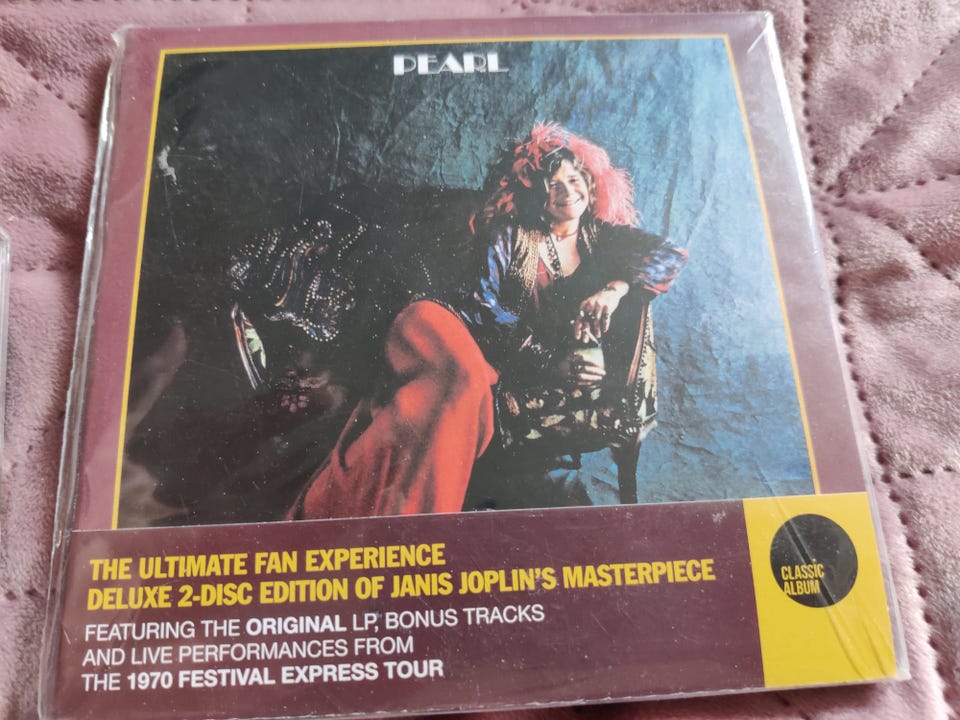 PEARL
THE ULTIMATE FAN EXPERIENCE
DELUXE 2-DISC EDITION OF JANIS JOPLIN'S MASTERPIECE
FEATURING THE ORIGINAL LP, BONUS TRACKS
AND LIVE PERFORMANCES FROM
THE 1970 FESTIVAL EXPRESS TOUR
CLASSIC
ALBUM